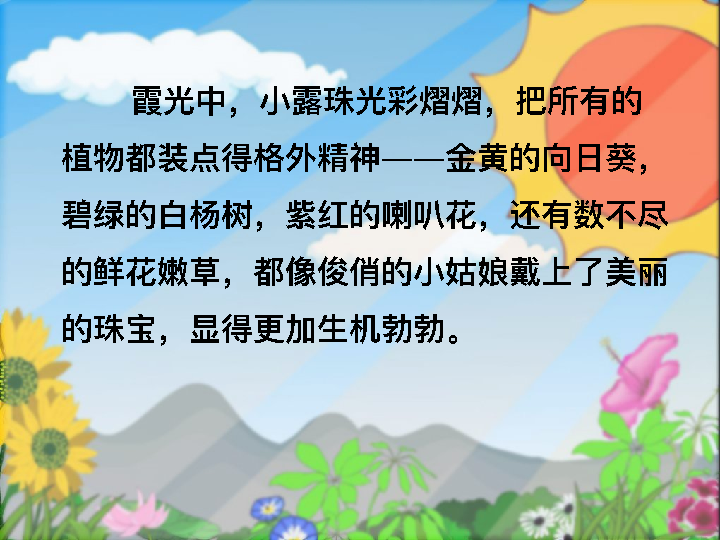 霞光中，小露珠光彩熠熠，把所有的
植物都装点得格外精神——金黄的向日葵，
碧绿的白杨树，紫红的喇叭花，还有数不尽
的鲜花嫩草，都像俊俏的小姑娘戴上了美丽
的珠宝，显得更加生机勃勃。